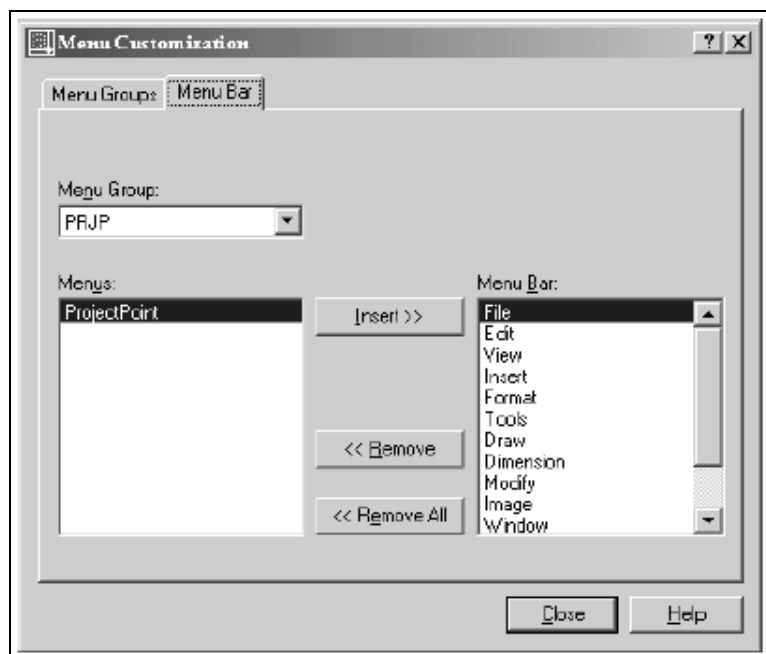 Menu Customization
Menu Groups Menu Bar
Menu Group:
PRJP
Menus:
ProjectPoint
Insert >>
<< Remove
<< Remove All
Menu Bar:
File
Edit
View
Insert
Format
Tools
Draw
Dimension
Modify
Image
Window
Close Help